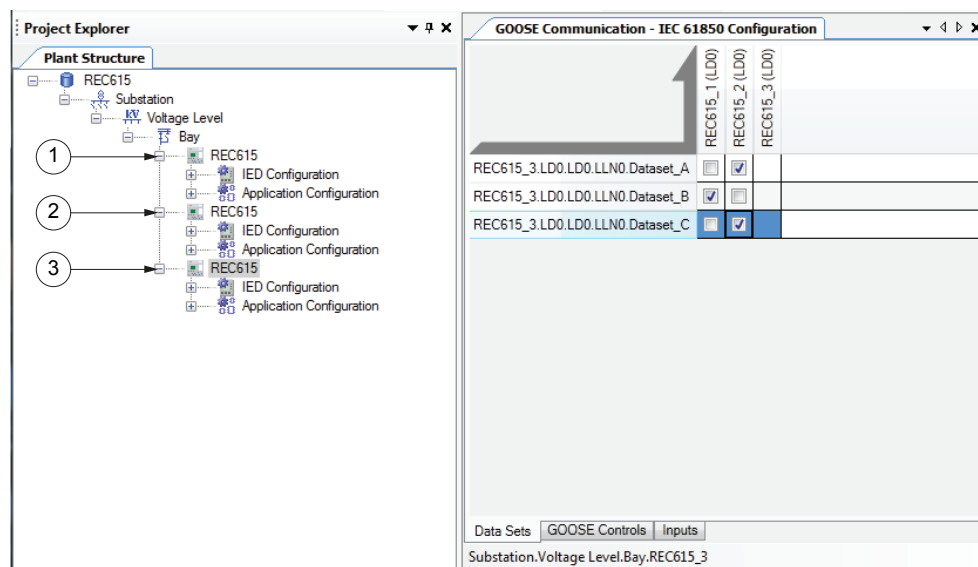 Project Explorer
Plant Structure
REC615
Substation
Voltage Level
Bay
1
REC615
IED Configuration
Application Configuration
2
REC615
IED Configuration
Application Configuration
3
REC615
IED Configuration
Application Configuration
GOOSE Communication - IEC 61850 Configuration
REC615_1 (LD0)
REC615_2 (LD0)
REC615_3 (LD0)
REC615_3.LD0.LD0.LLN0.Dataset_A
REC615_3.LD0.LD0.LLN0.Dataset_B
REC615_3.LD0.LD0.LLN0.Dataset_C
Data Sets GOOSE Controls Inputs
Substation.Voltage Level.Bay.REC615_3